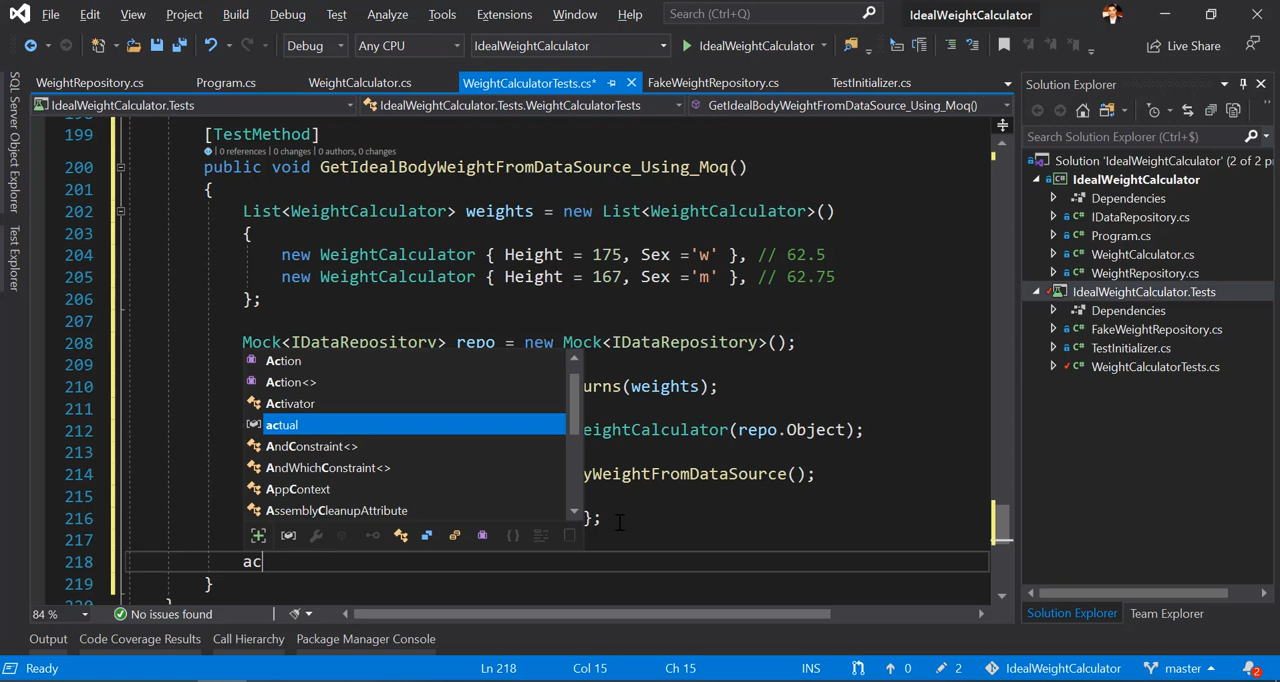 File Edit View Project Build Debug Test Analyze Tools Extensions Window Help Search (Ctrl+Q) IdealWeightCalculator
Debug Any CPU IdealWeightCalculator IdealWeightCalculator Live Share
WeightRepository.cs Program.cs WeightCalculator.cs WeightCalculatorTests.cs* FakeWeightRepository.cs TestInitializer.cs
IdealWeightCalculator.Tests IdealWeightCalculator.Tests.WeightCalculatorTests GetIdealBodyWeightFromDataSource_Using_Moq()
SQL Server Object Explorer
Test Explorer
199 [TestMethod]
0 references | 0 changes | 0 authors, 0 changes
200 public void GetIdealBodyWeightFromDataSource_Using_Moq()
201 {
202 List<WeightCalculator> weights = new List<WeightCalculator>()
203 {
204 new WeightCalculator { Height = 175, Sex ='w' }, // 62.5
205 new WeightCalculator { Height = 167, Sex ='m' }, // 62.75
206 };
207
208 Mock<IDataRepository> repo = new Mock<IDataRepository>();
209
210 urns(weights);
211
212 eightCalculator(repo.Object);
213
214 yWeightFromDataSource();
215
216 };
217
218 ac
219 }
Action
Action<>
Activator
actual
AndConstraint<>
AndWhichConstraint<>
AppContext
AssemblyCleanupAttribute
84 % No issues found
Solution Explorer
Search Solution Explorer (Ctrl+$)
Solution 'IdealWeightCalculator' (2 of 2 p
IdealWeightCalculator
Dependencies
IDataRepository.cs
Program.cs
WeightCalculator.cs
WeightRepository.cs
IdealWeightCalculator.Tests
Dependencies
FakeWeightRepository.cs
TestInitializer.cs
WeightCalculatorTests.cs
Solution Explorer Team Explorer
Output Code Coverage Results Call Hierarchy Package Manager Console
Ready Ln 218 Col 15 Ch 15 INS 0 2 IdealWeightCalculator master 2